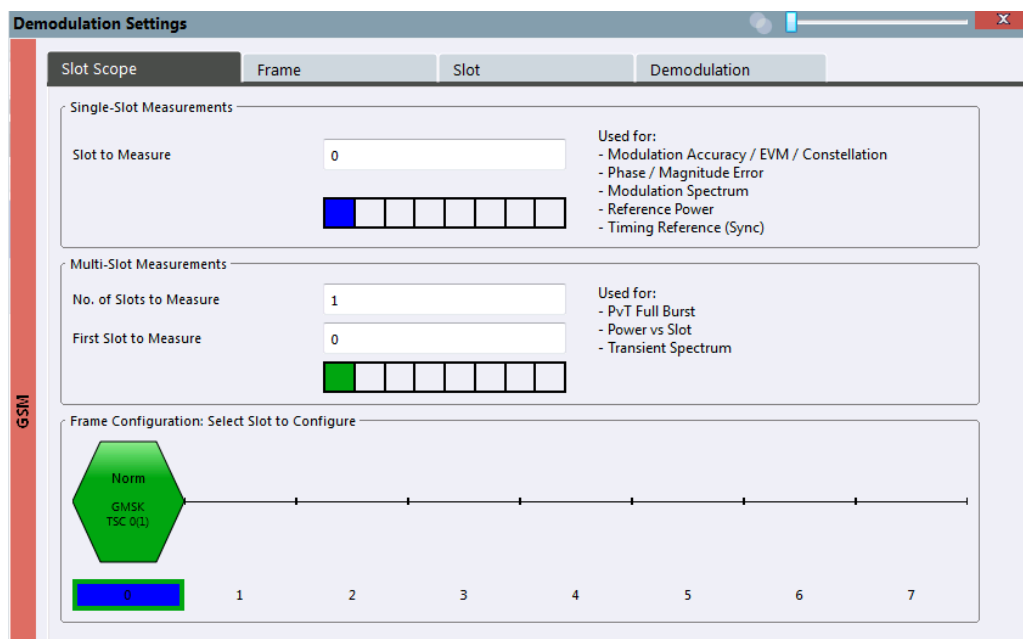 Demodulation Settings
X
Slot Scope
Frame
Slot
Demodulation
Single-Slot Measurements
Slot to Measure
0
Used for:
- Modulation Accuracy / EVM / Constellation
- Phase / Magnitude Error
- Modulation Spectrum
- Reference Power
- Timing Reference (Sync)
Multi-Slot Measurements
No. of Slots to Measure
1
First Slot to Measure
0
Used for:
- PvT Full Burst
- Power vs Slot
- Transient Spectrum
GSM
Frame Configuration: Select Slot to Configure
Norm
GMSK
TSC 0(1)
0 1 2 3 4 5 6 7